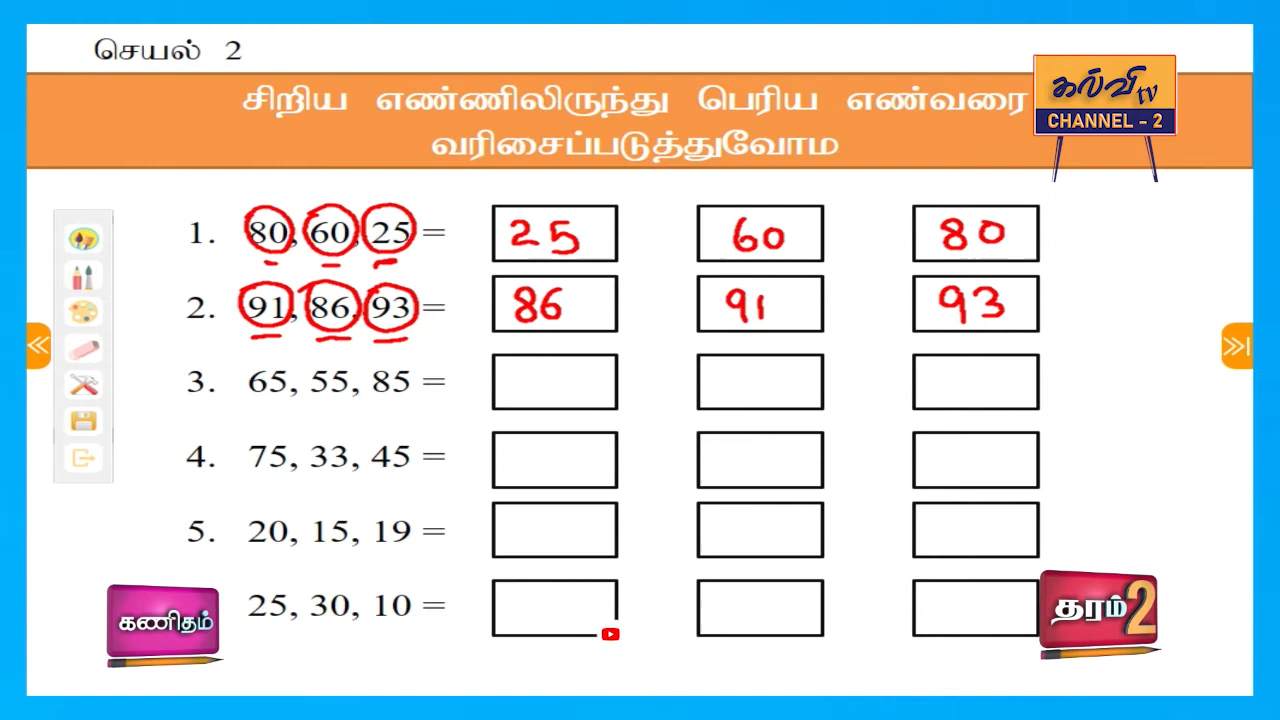 செயல் 2
சிறிய எண்ணிலிருந்து பெரிய எண்வரை
வரிசைப்படுத்துவோம
கல்வி tv
CHANNEL - 2
1. 80, 60, 25 = 25 60 80
2. 91, 86, 93 = 86 91 93
3. 65, 55, 85 =
4. 75, 33, 45 =
5. 20, 15, 19 =
25, 30, 10 =
கணிதம்
தரம் 2